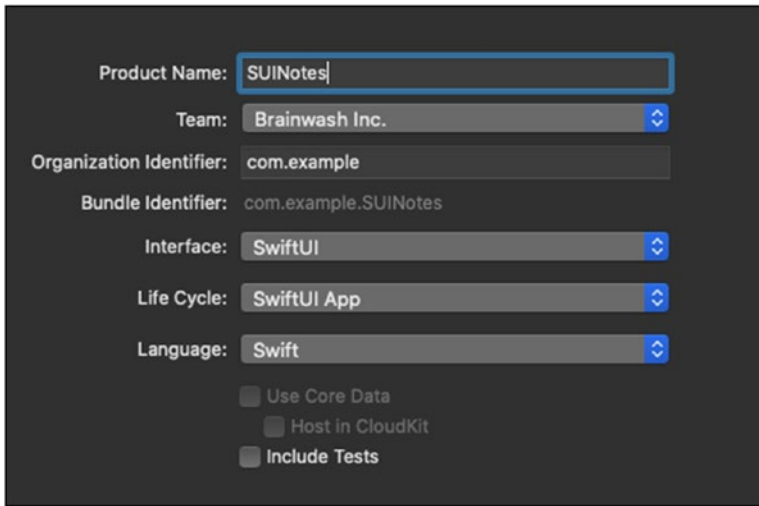 Product Name: SUINotes
Team: Brainwash Inc.
Organization Identifier: com.example
Bundle Identifier: com.example.SUINotes
Interface: SwiftUI
Life Cycle: SwiftUI App
Language: Swift
Use Core Data
Host in CloudKit
Include Tests